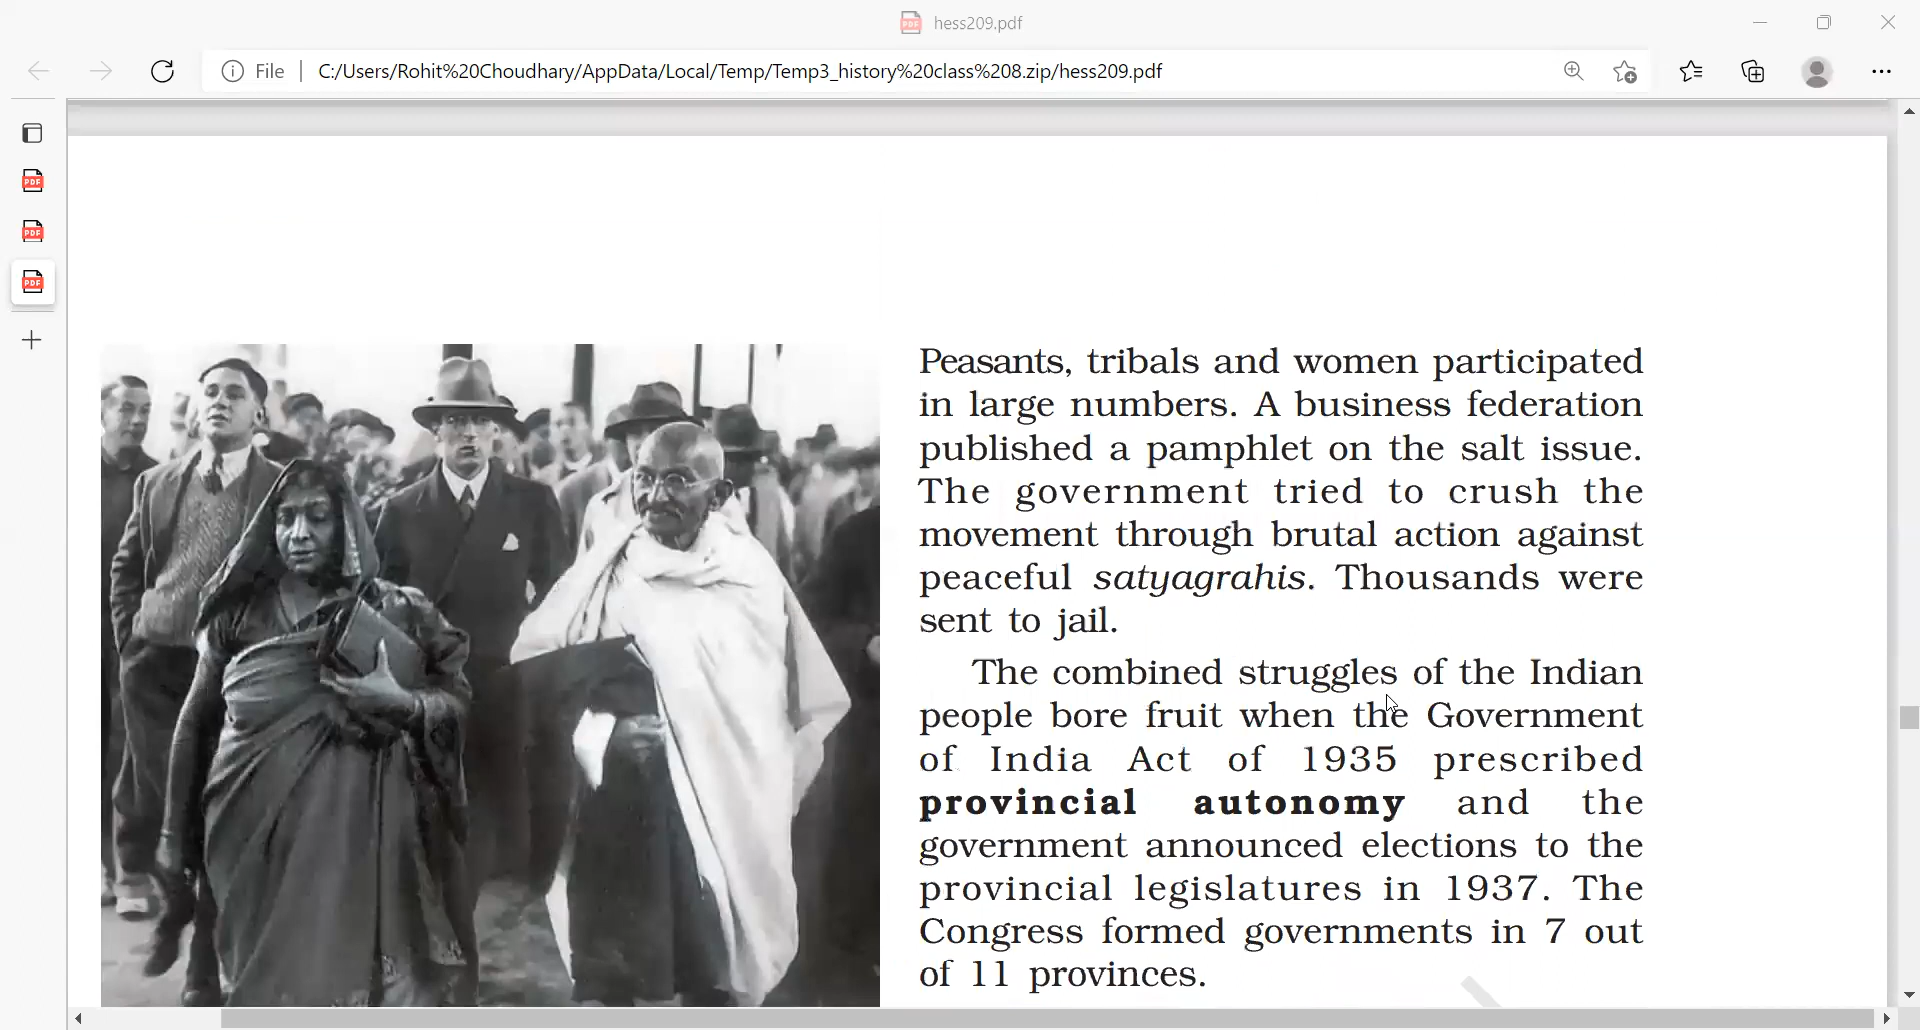 hess209.pdf
File
C:/Users/Rohit%20Choudhary/AppData/Local/Temp/Temp3_history%20class%208.zip/hess209.pdf
PDF
PDF
PDF
PDF
Peasants, tribals and women participated
in large numbers. A business federation
published a pamphlet on the salt issue.
The government tried to crush the
movement through brutal action against
peaceful satyagrahis. Thousands were
sent to jail.
The combined struggles of the Indian
people bore fruit when the Government
of India Act of 1935 prescribed
provincial autonomy and the
government announced elections to the
provincial legislatures in 1937. The
Congress formed governments in 7 out
of 11 provinces.